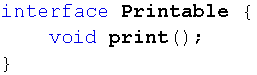 interface Printable {
    void print();
}